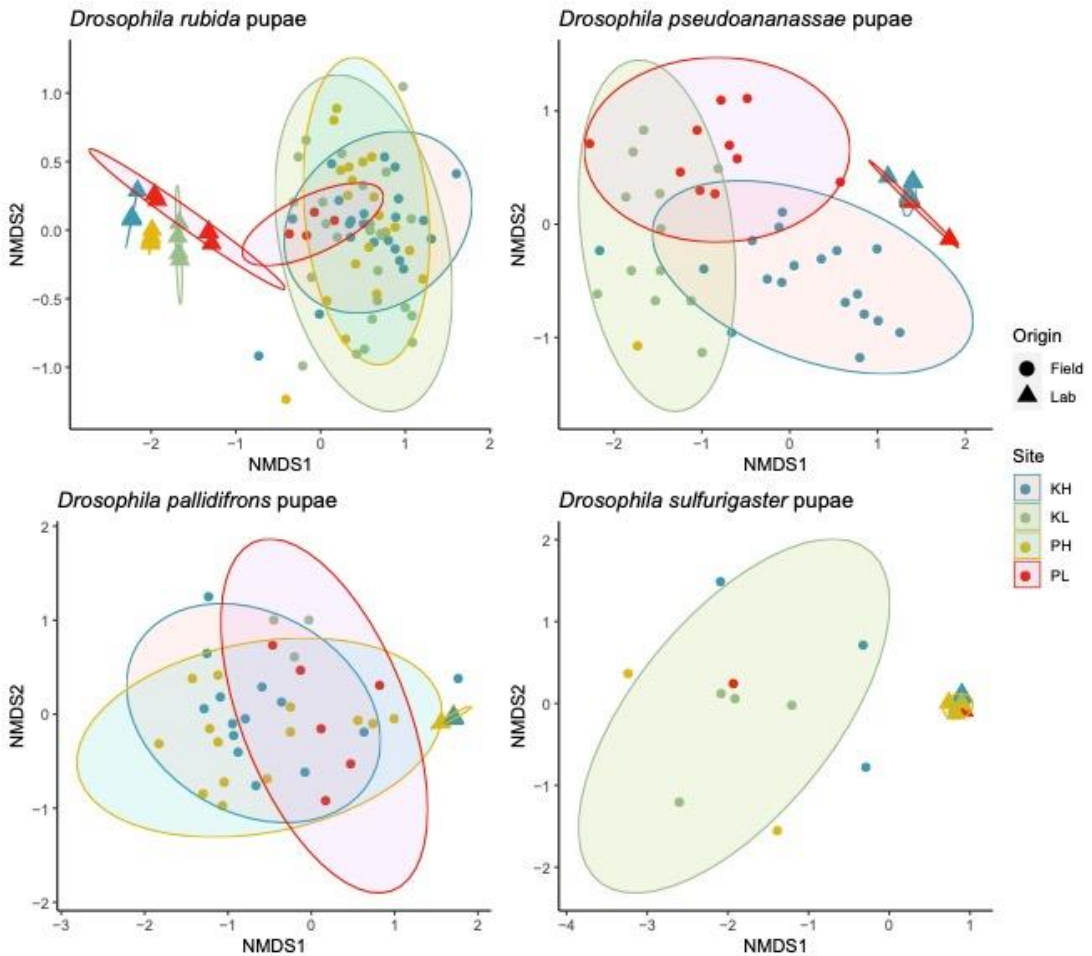 Drosophila rubida pupae
1.0
0.5
0.0
−0.5
−1.0
NMDS2
−2
−1
0
1
2
NMDS1
Drosophila pseudoananassae pupae
1
0
−1
NMDS2
−2
−1
0
1
2
NMDS1
Drosophila pallidifrons pupae
2
1
0
−1
−2
NMDS2
−3
−2
−1
0
1
2
NMDS1
Drosophila sulfurigaster pupae
2
1
0
−1
−2
NMDS2
−4
−3
−2
−1
0
1
NMDS1
Origin
Field
Lab
Site
KH
KL
PH
PL